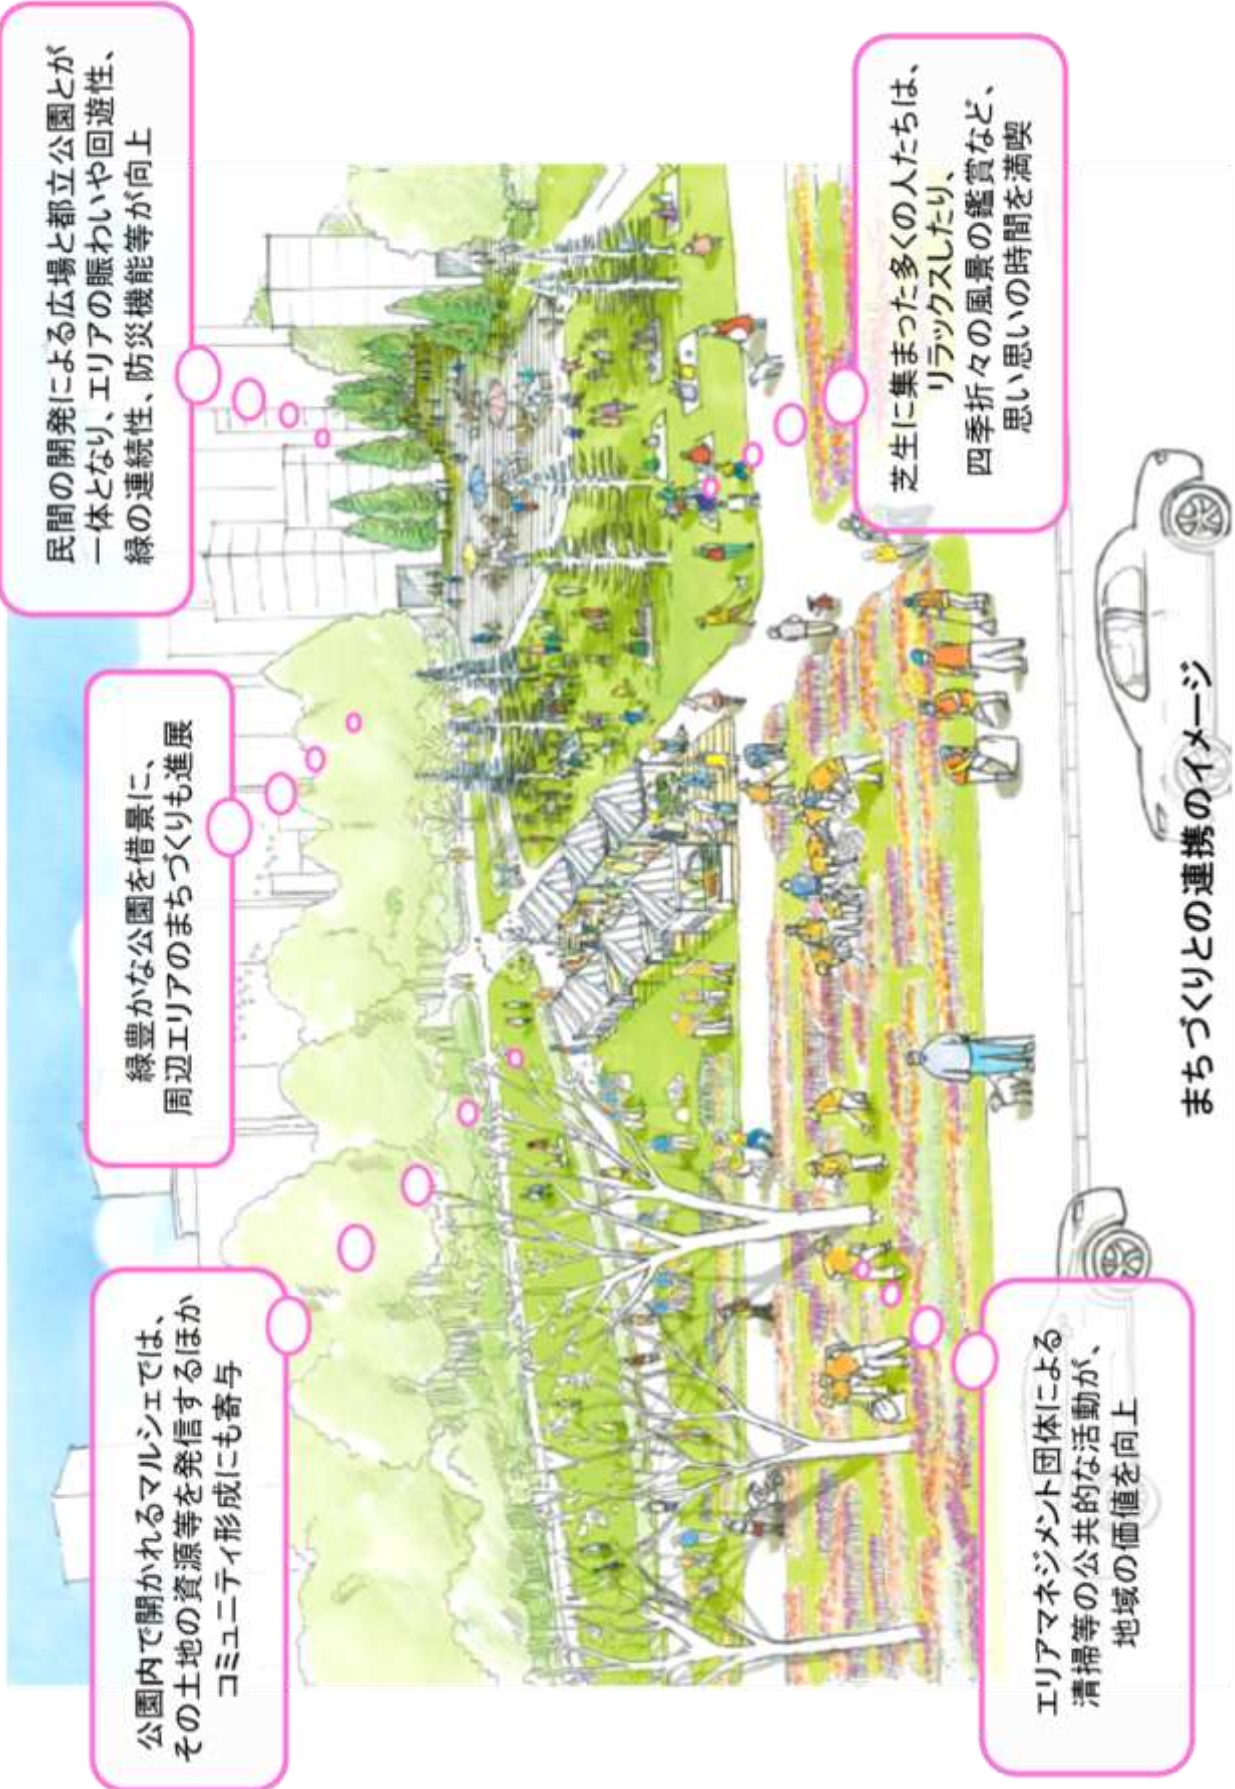 公園内で開かれるマルシェでは、
その土地の資源等を発信するほか
コミュニティ形成にも寄与
緑豊かな公園を借景に、
周辺エリアのまちづくりも進展
民間の開発による広場と都立公園とが
一体となり、エリアの賑わいや回遊性、
緑の連続性、防災機能等が向上
エリアマネジメント団体による
清掃等の公共的な活動が、
地域の価値を向上
芝生に集まった多くの人たちは、
リラックスしたり、
四季折々の風景の鑑賞など、
思い思いの時間を満喫
まちづくりとの連携のイメージ